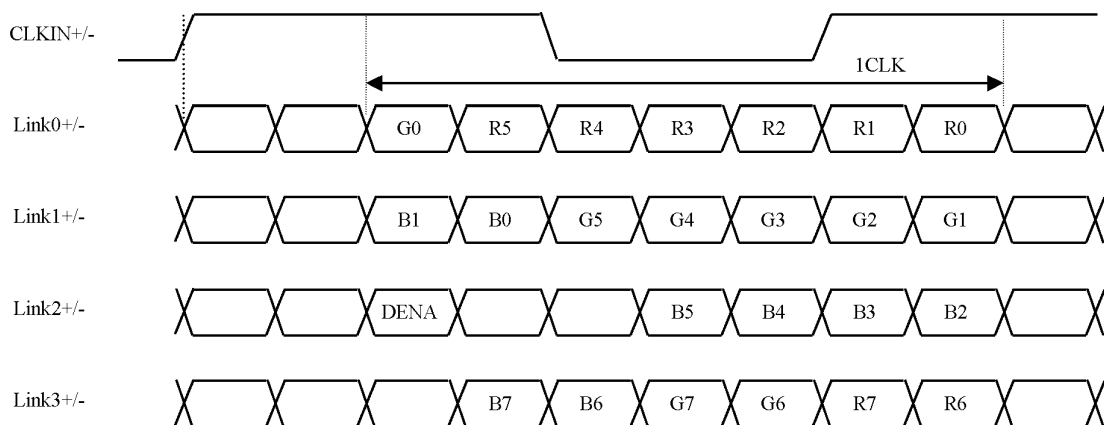 CLKIN+/-
1CLK
Link0+/- G0 R5 R4 R3 R2 R1 R0
Link1+/- B1 B0 G5 G4 G3 G2 G1
Link2+/- DENA B5 B4 B3 B2
Link3+/- B7 B6 G7 G6 R7 R6